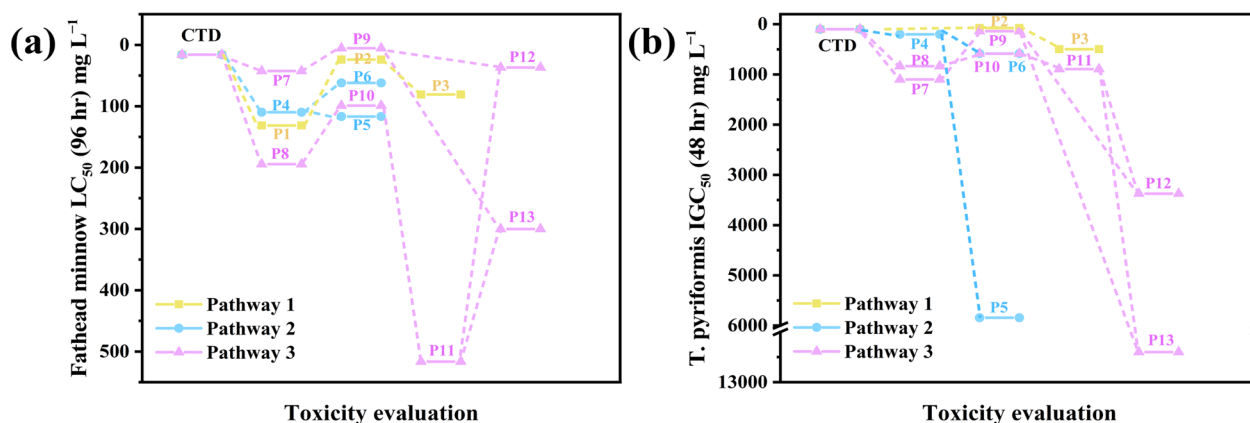 (a)
Fathead minnow LC50 (96 hr) mg L−1
0
100
200
300
400
500
CTD
P9
P2
P12
P7
P6
P3
P4
P10
P1
P5
P8
P13
P11
Pathway 1
Pathway 2
Pathway 3
Toxicity evaluation
(b)
T. pyriformis IGC50 (48 hr) mg L−1
0
1000
2000
3000
4000
5000
6000
13000
CTD
P2
P4
P9
P3
P8
P10
P6
P11
P7
P12
P5
P13
Pathway 1
Pathway 2
Pathway 3
Toxicity evaluation